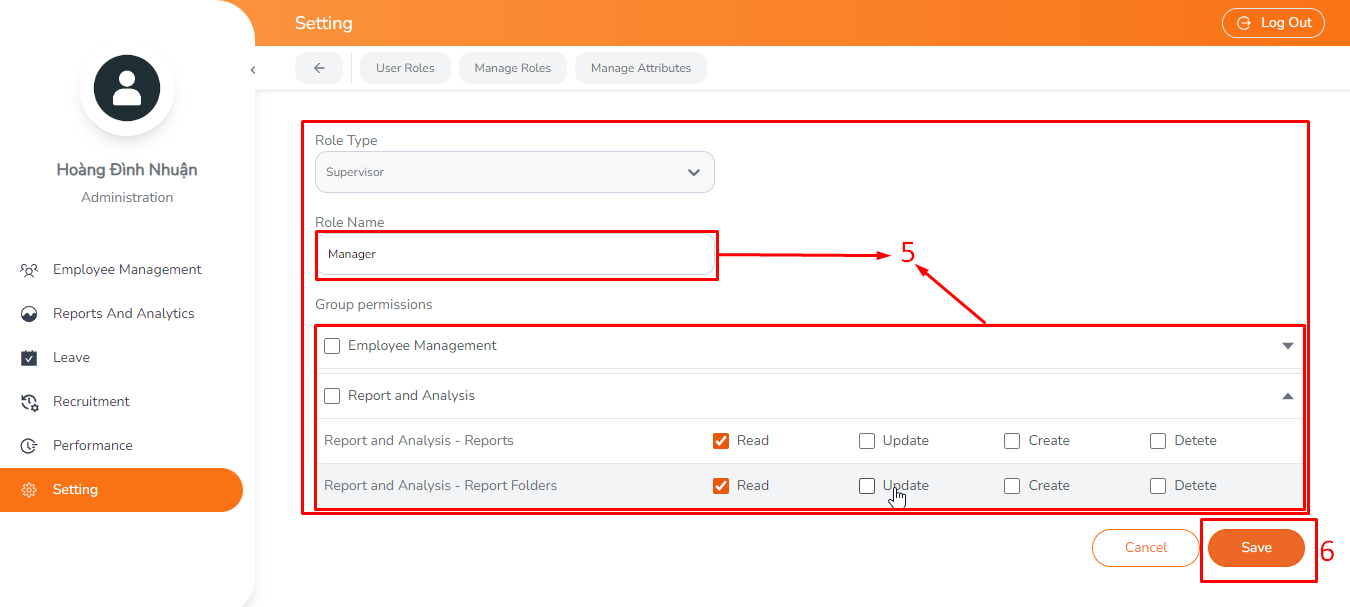 Setting
Log Out
User Roles
Manage Roles
Manage Attributes
Hoàng Đình Nhuận
Administration
Employee Management
Reports And Analytics
Leave
Recruitment
Performance
Setting
Role Type
Supervisor
Role Name
Manager
5
Group permissions
Employee Management
Report and Analysis
Report and Analysis - Reports Read Update Create Detete
Report and Analysis - Report Folders Read Update Create Detete
Cancel
Save
6